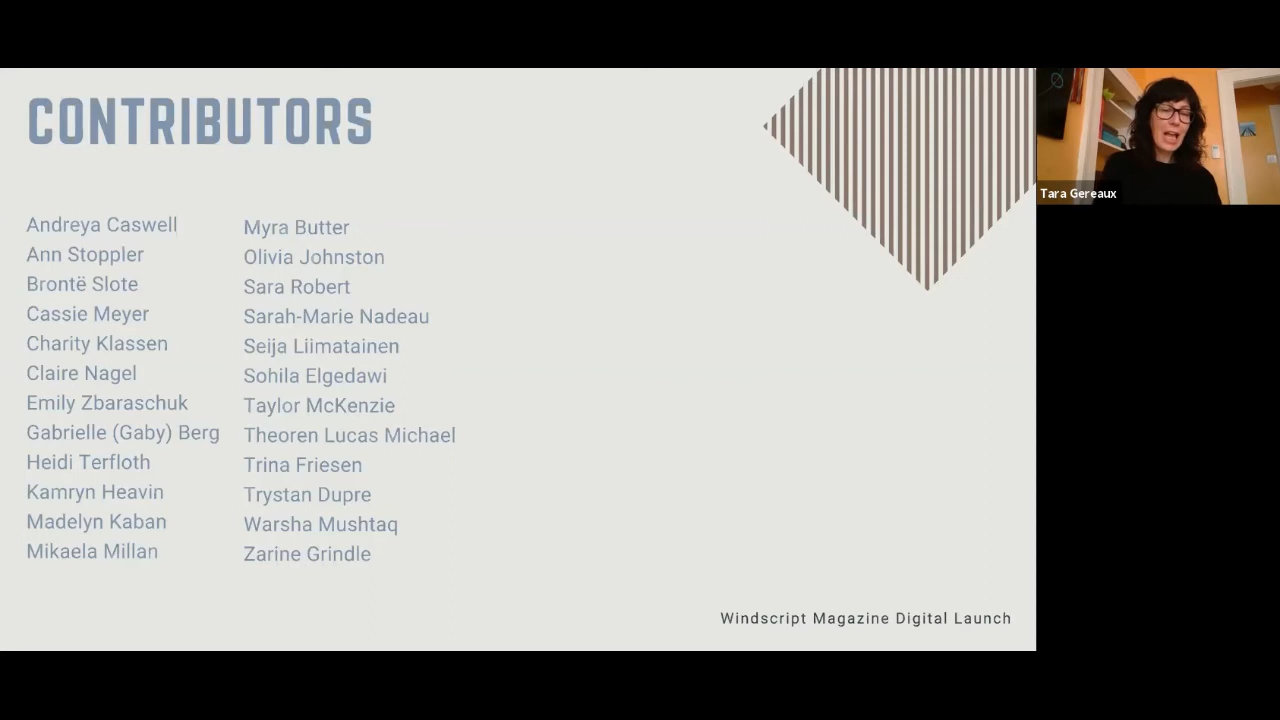 CONTRIBUTORS
Andreya Caswell
Ann Stoppler
Brontë Slote
Cassie Meyer
Charity Klassen
Claire Nagel
Emily Zbaraschuk
Gabrielle (Gaby) Berg
Heidi Terfloth
Kamryn Heavin
Madelyn Kaban
Mikaela Millan
Myra Butter
Olivia Johnston
Sara Robert
Sarah-Marie Nadeau
Seija Liimatainen
Sohila Elgedawi
Taylor McKenzie
Theoren Lucas Michael
Trina Friesen
Trystan Dupre
Warsha Mushtaq
Zarine Grindle
Windscript Magazine Digital Launch
Tara Gereaux